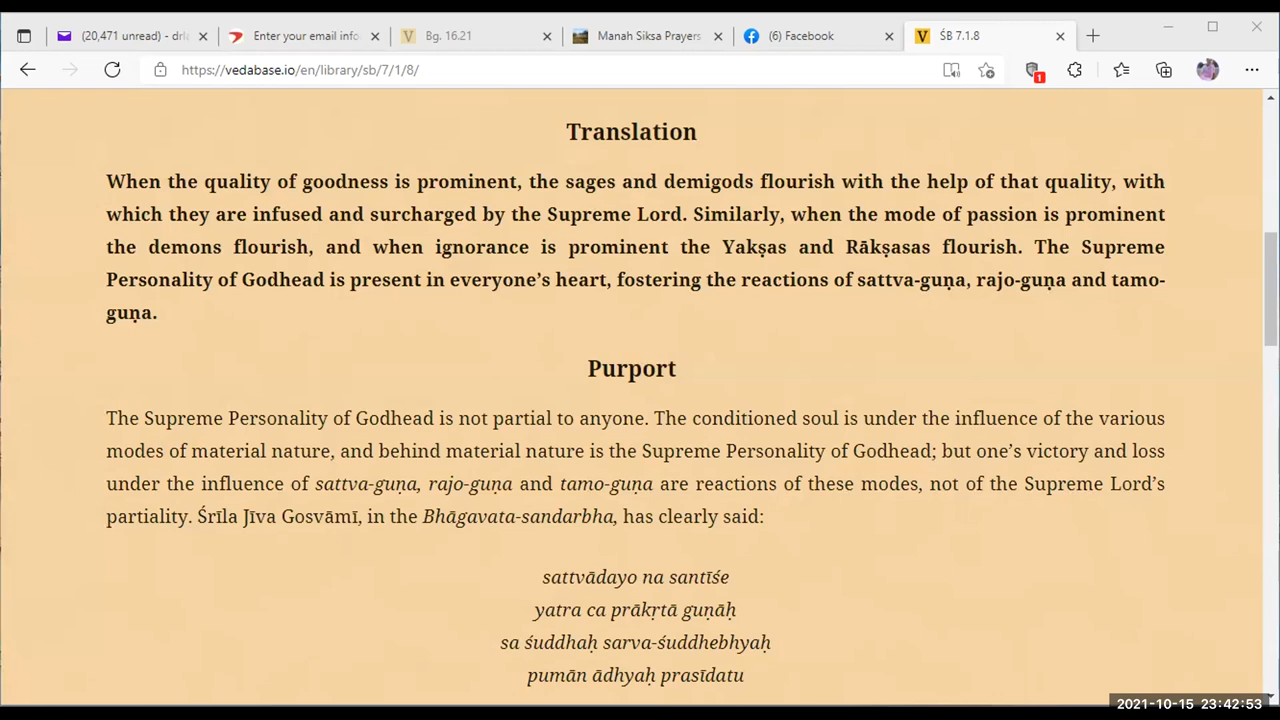 (20,471 unread) - drla
Enter your email info
Bg. 16.21
Manah Siksa Prayers
(6) Facebook
ŚB 7.1.8
https://vedabase.io/en/library/sb/7/1/8/
1
Translation
When the quality of goodness is prominent, the sages and demigods flourish with the help of that quality, with
which they are infused and surcharged by the Supreme Lord. Similarly, when the mode of passion is prominent
the demons flourish, and when ignorance is prominent the Yakṣas and Rākṣasas flourish. The Supreme
Personality of Godhead is present in everyone’s heart, fostering the reactions of sattva-guṇa, rajo-guṇa and tamo-
guṇa.
Purport
The Supreme Personality of Godhead is not partial to anyone. The conditioned soul is under the influence of the various
modes of material nature, and behind material nature is the Supreme Personality of Godhead; but one’s victory and loss
under the influence of sattva-guṇa, rajo-guṇa and tamo-guṇa are reactions of these modes, not of the Supreme Lord’s
partiality. Śrīla Jīva Gosvāmī, in the Bhāgavata-sandarbha, has clearly said:
sattvādayo na santīśe
yatra ca prākṛtā guṇāḥ
sa śuddhaḥ sarva-śuddhebhyaḥ
pumān ādhyaḥ prasīdatu
2021-10-15 23:42:53